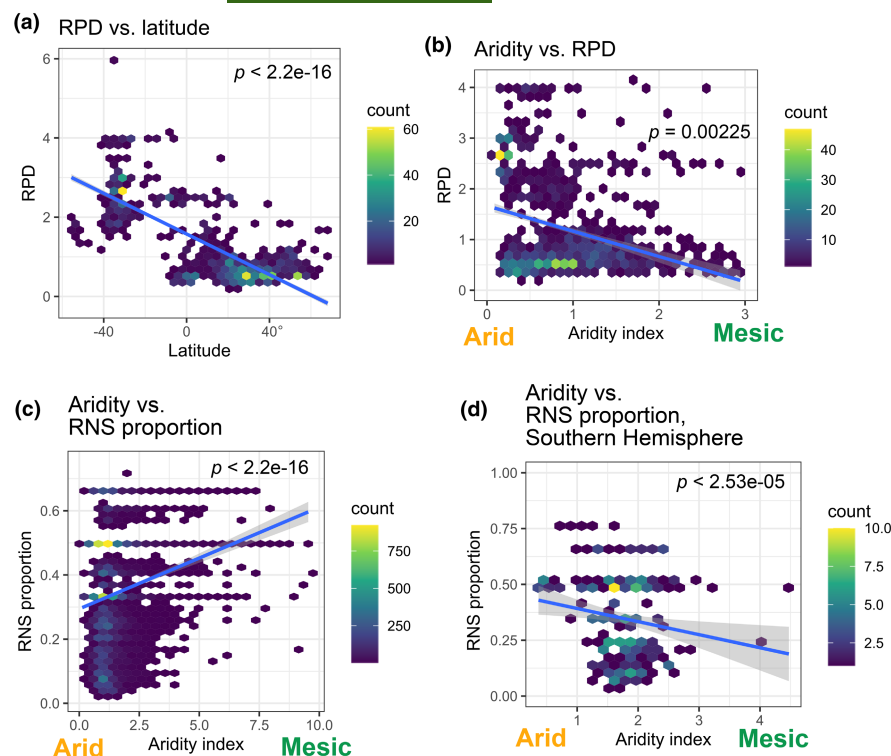 (a)
RPD vs. latitude
p < 2.2e-16
count
60
40
20
RPD
6
4
2
0
-40
0
40°
Latitude
(b)
Aridity vs. RPD
p = 0.00225
count
40
30
20
10
RPD
4
3
2
1
0
0
1
2
3
Arid
Aridity index
Mesic
(c)
Aridity vs.
RNS proportion
p < 2.2e-16
count
750
500
250
RNS proportion
0.6
0.4
0.2
0.0
0.0
2.5
5.0
7.5
10.0
Arid
Aridity index
Mesic
(d)
Aridity vs.
RNS proportion,
Southern Hemisphere
p < 2.53e-05
count
10.0
7.5
5.0
2.5
RNS proportion
1.00
0.75
0.50
0.25
0.00
1
2
3
4
Arid
Aridity index
Mesic